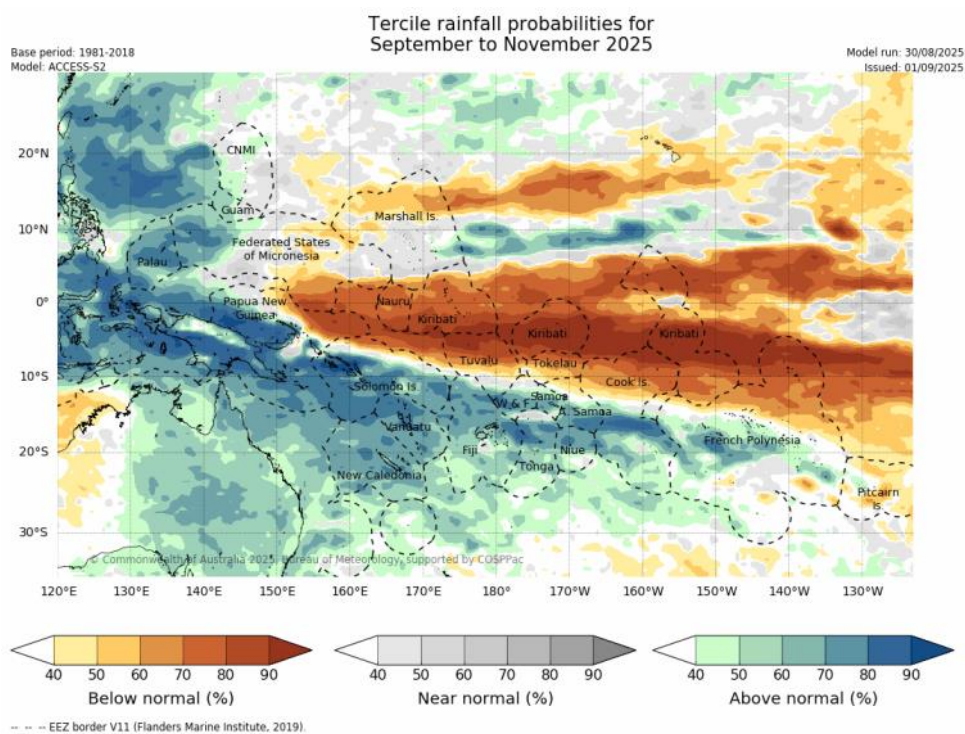 Tercile rainfall probabilities for
September to November 2025
Base period: 1981-2018
Model: ACCESS-S2
Model run: 30/08/2025
Issued: 01/09/2025
20°N
10°N
0°
10°S
20°S
30°S
CNMI
Guam
Marshall Is.
Federated States
of Micronesia
Palau
Papua New
Guinea
Nauru
Kiribati
Kiribati
Kiribati
Tuvalu
Tokelau
Cook Is.
Solomon Is
W & F
Samoa
A. Samoa
Vanuatu
Fiji
Niue
French Polynesia
Tonga
New Caledonia
Pitcairn
Is.
© Commonwealth of Australia 2025, Bureau of Meteorology, supported by COSPPac
120°E 130°E 140°E 150°E 160°E 170°E 180°W 170°W 160°W 150°W 140°W 130°W
40 50 60 70 80 90
Below normal (%)
40 50 60 70 80 90
Near normal (%)
40 50 60 70 80 90
Above normal (%)
-- -- -- EEZ border V11 (Flanders Marine Institute, 2019).